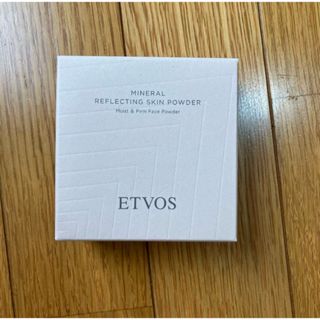 MINERAL
REFLECTING SKIN POWDER
Moist & Firm Face Powder
ETVOS